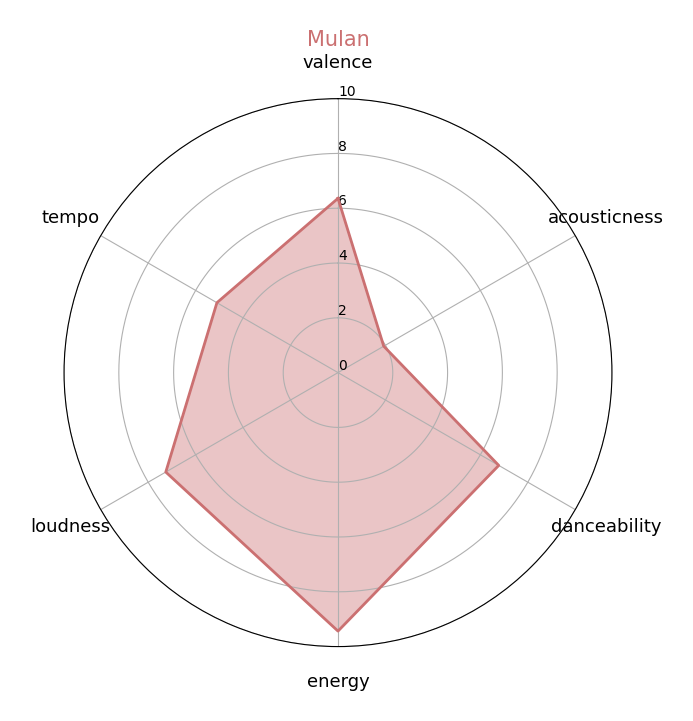 Mulan
valence
10
8
6
4
2
0
tempo
acousticness
loudness
danceability
energy